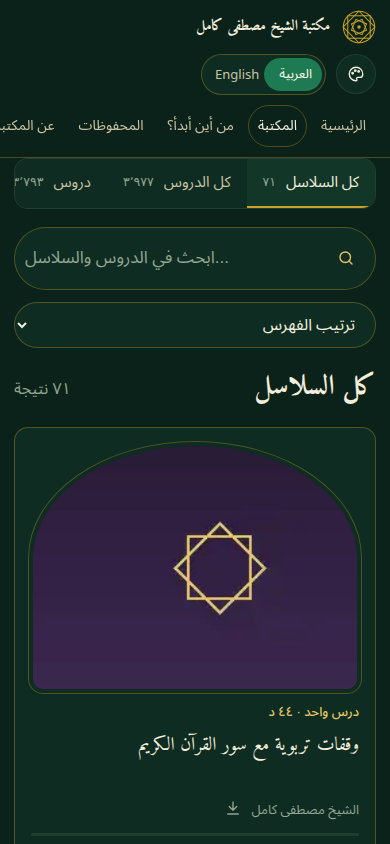 مكتبة الشيخ مصطفى كامل
العربية English
الرئيسية المكتبة من أين أبدأ؟ المحفوظات عن المكتبة
كل السلاسل ٧١ كل الدروس ٣٬٩٧٧ دروس ٣٬٧٩٣
ابحث في الدروس والسلاسل...
ترتيب الفهرس
كل السلاسل
٧١ نتيجة
درس واحد · ٤٤ د
وقفات تربوية مع سور القرآن الكريم
الشيخ مصطفى كامل